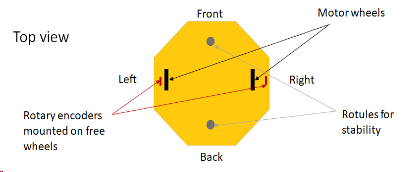 Front
Motor wheels
Top view
Left
Right
Rotary encoders
mounted on free
wheels
Rotules for
stability
Back